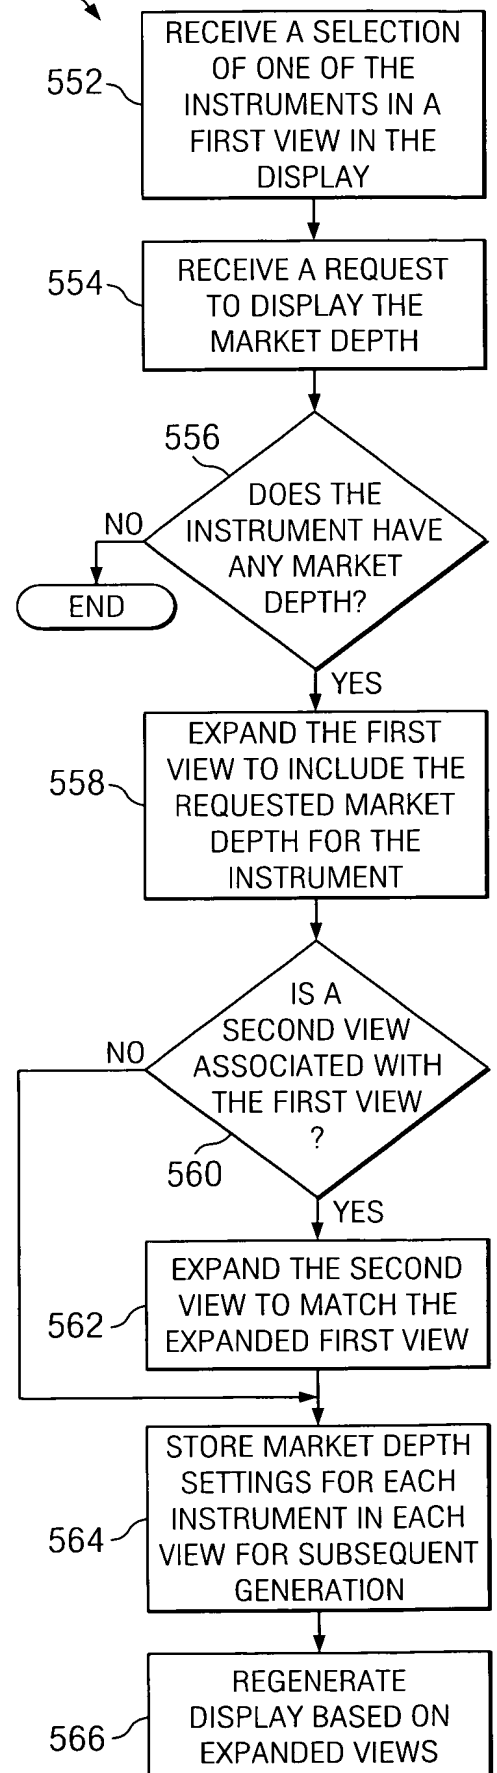 552
RECEIVE A SELECTION
OF ONE OF THE
INSTRUMENTS IN A
FIRST VIEW IN THE
DISPLAY
554
RECEIVE A REQUEST
TO DISPLAY THE
MARKET DEPTH
556
DOES THE
INSTRUMENT HAVE
ANY MARKET
DEPTH?
NO
END
YES
558
EXPAND THE FIRST
VIEW TO INCLUDE THE
REQUESTED MARKET
DEPTH FOR THE
INSTRUMENT
IS A
SECOND VIEW
ASSOCIATED WITH
THE FIRST VIEW
?
NO
560
YES
562
EXPAND THE SECOND
VIEW TO MATCH THE
EXPANDED FIRST VIEW
564
STORE MARKET DEPTH
SETTINGS FOR EACH
INSTRUMENT IN EACH
VIEW FOR SUBSEQUENT
GENERATION
566
REGENERATE
DISPLAY BASED ON
EXPANDED VIEWS